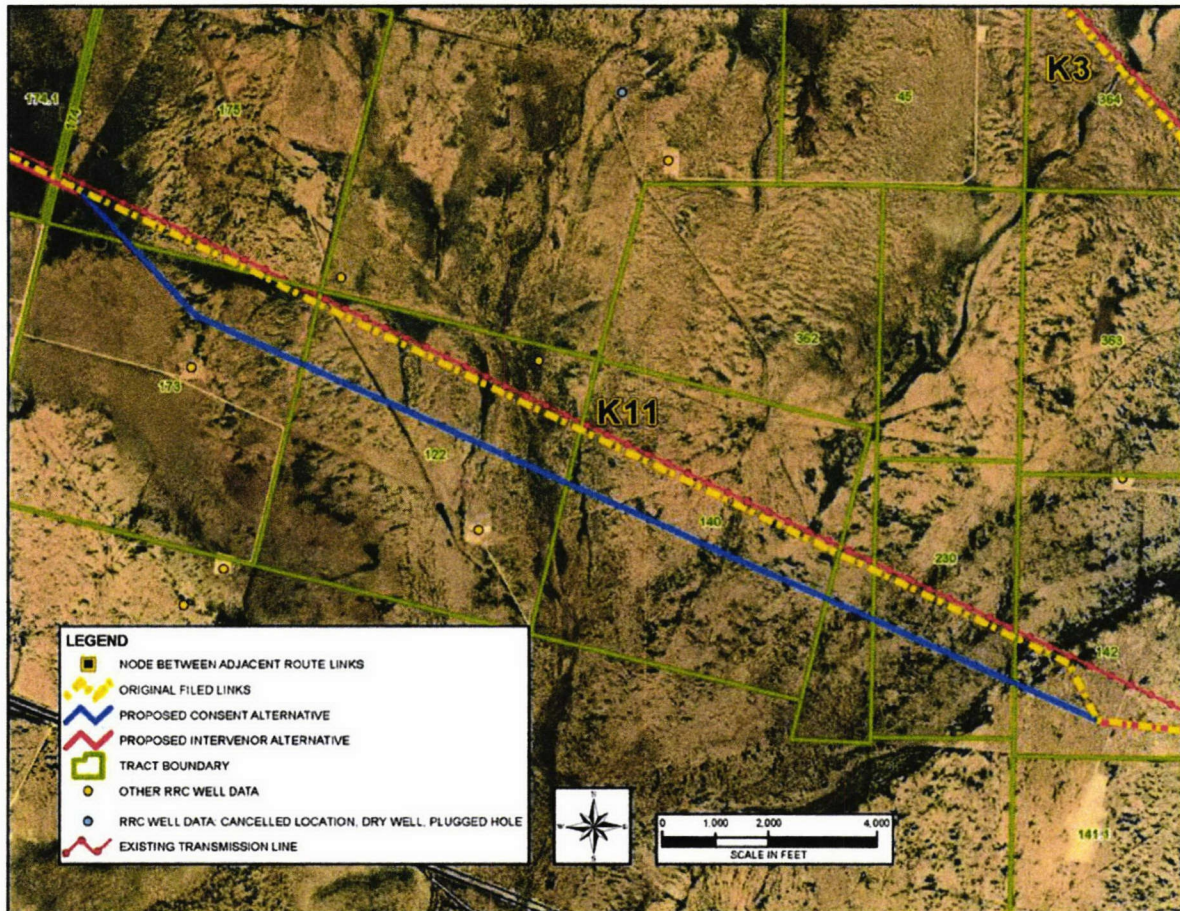 K3
174.1
174
175
45
364
362
363
173
K11
122
140
230
142
141.1
LEGEND
NODE BETWEEN ADJACENT ROUTE LINKS
ORIGINAL FILED LINKS
PROPOSED CONSENT ALTERNATIVE
PROPOSED INTERVENOR ALTERNATIVE
TRACT BOUNDARY
OTHER RRC WELL DATA
RRC WELL DATA: CANCELLED LOCATION, DRY WELL, PLUGGED HOLE
EXISTING TRANSMISSION LINE
N
W E
S
0 1,000 2,000 4,000
SCALE IN FEET